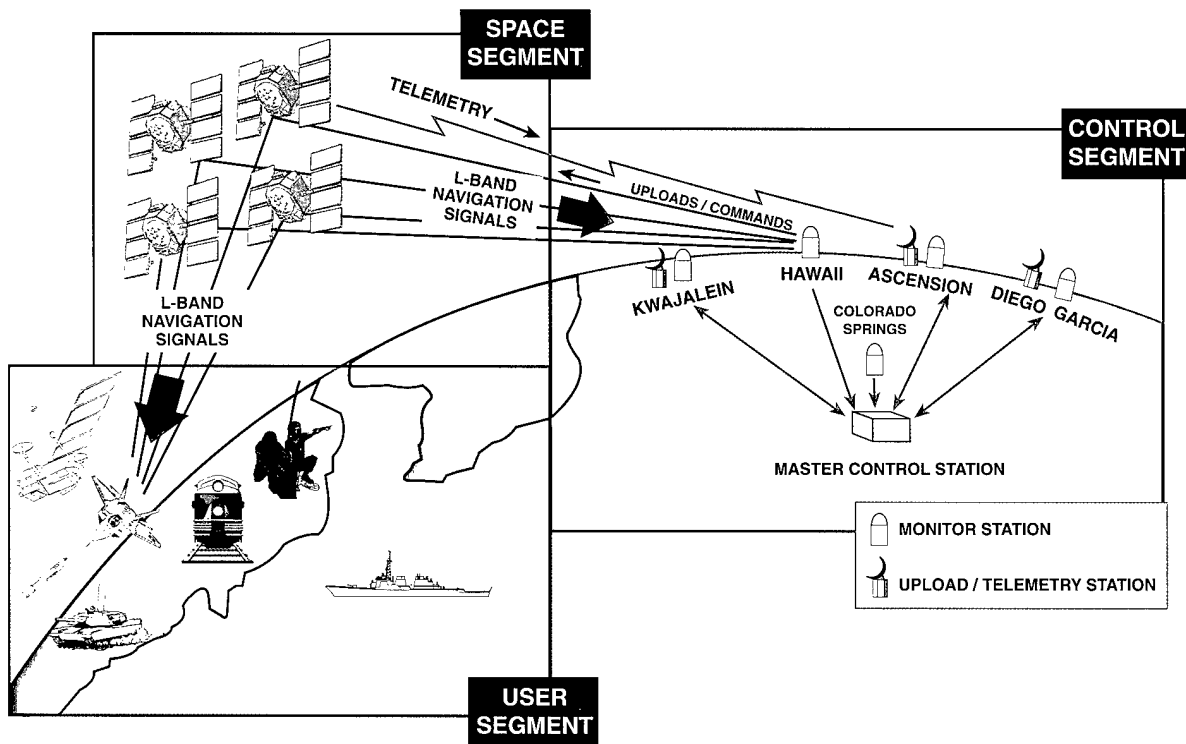 SPACE
SEGMENT
TELEMETRY
CONTROL
SEGMENT
L-BAND
NAVIGATION
SIGNALS
UPLOADS / COMMANDS
KWAJALEIN
HAWAII
ASCENSION
DIEGO GARCIA
COLORADO
SPRINGS
L-BAND
NAVIGATION
SIGNALS
MASTER CONTROL STATION
MONITOR STATION
UPLOAD / TELEMETRY STATION
USER
SEGMENT